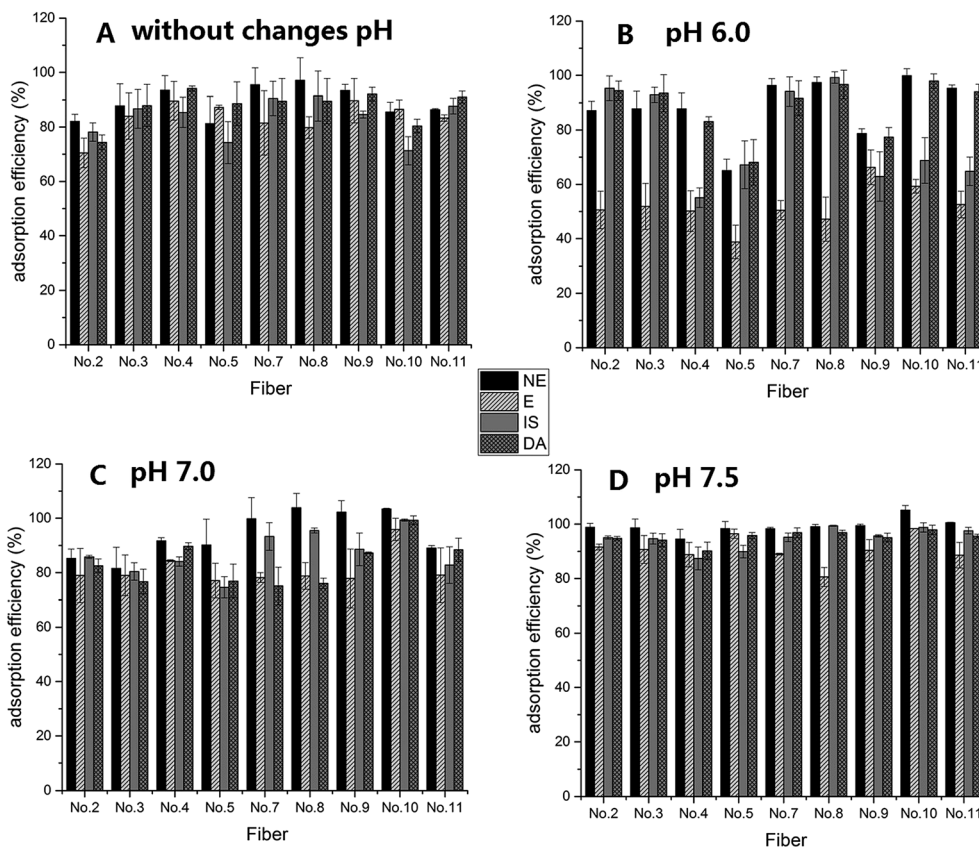 A without changes pH
adsorption efficiency (%)
120
100
80
60
40
20
0
No.2 No.3 No.4 No.5 No.7 No.8 No.9 No.10 No.11
Fiber
B pH 6.0
adsorption efficiency (%)
120
100
80
60
40
20
0
No.2 No.3 No.4 No.5 No.7 No.8 No.9 No.10 No.11
Fiber
NE
E
IS
DA
C pH 7.0
adsorption efficiency (%)
120
100
80
60
40
20
0
No.2 No.3 No.4 No.5 No.7 No.8 No.9 No.10 No.11
Fiber
D pH 7.5
adsorption efficiency (%)
120
100
80
60
40
20
0
No.2 No.3 No.4 No.5 No.7 No.8 No.9 No.10 No.11
Fiber